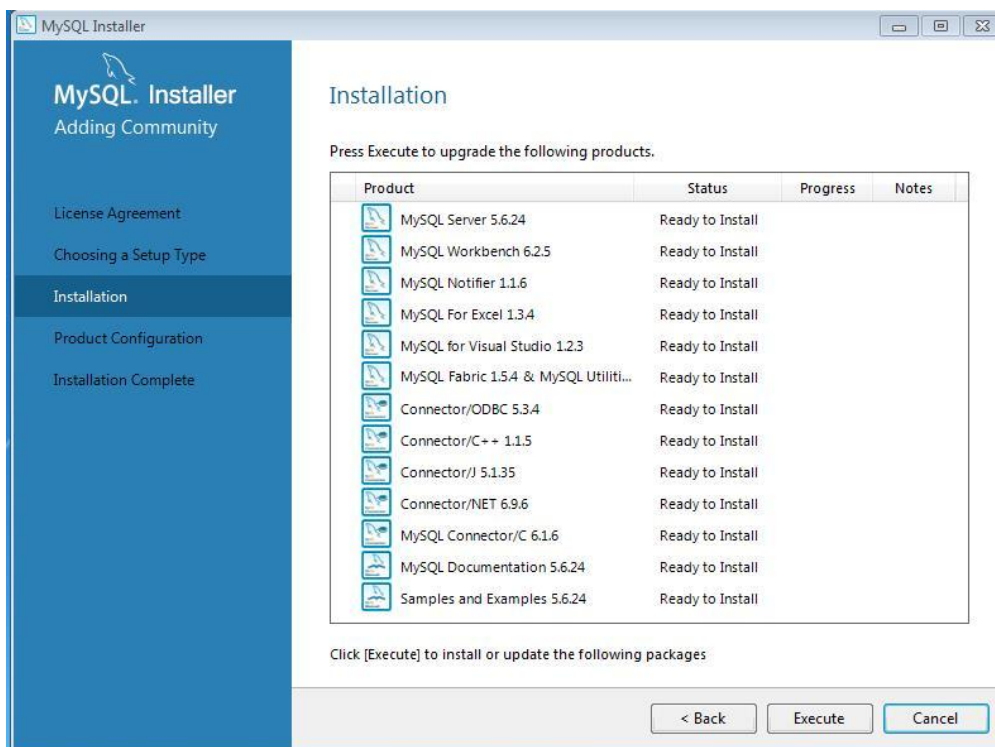 MySQL Installer
MySQL. Installer
Adding Community
License Agreement
Choosing a Setup Type
Installation
Product Configuration
Installation Complete
Installation
Press Execute to upgrade the following products.
Product Status Progress Notes
MySQL Server 5.6.24 Ready to Install
MySQL Workbench 6.2.5 Ready to Install
MySQL Notifier 1.1.6 Ready to Install
MySQL For Excel 1.3.4 Ready to Install
MySQL for Visual Studio 1.2.3 Ready to Install
MySQL Fabric 1.5.4 & MySQL Utiliti... Ready to Install
Connector/ODBC 5.3.4 Ready to Install
Connector/C++ 1.1.5 Ready to Install
Connector/J 5.1.35 Ready to Install
Connector/NET 6.9.6 Ready to Install
MySQL Connector/C 6.1.6 Ready to Install
MySQL Documentation 5.6.24 Ready to Install
Samples and Examples 5.6.24 Ready to Install
Click [Execute] to install or update the following packages
< Back Execute Cancel